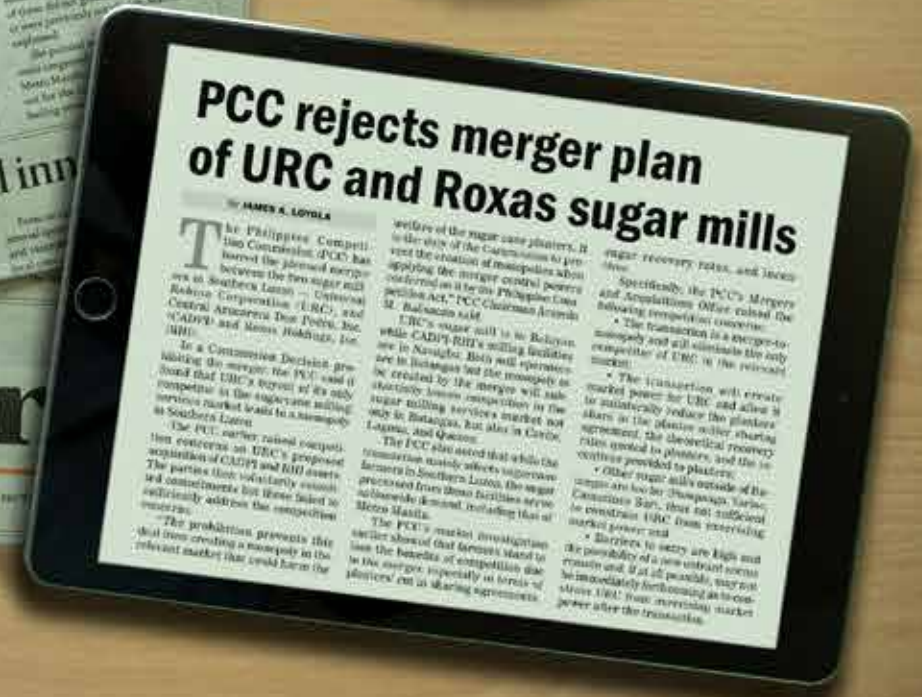 l inn
r
PCC rejects merger plan
of URC and Roxas sugar mills
By JAMES A. LOYOLA
The Philippine Competi-
tion Commission (PCC) has
barred the planned merger
between the two sugar mill-
ers in Southern Luzon – Universal
Robina Corporation (URC), and
Central Azucarera Don Pedro, Inc.
(CADPI) and Roxas Holdings, Inc.
(RHI).
In a Commission Decision pro-
hibiting the merger, the PCC said it
found that URC's buyout of its only
competitor in the sugarcane milling
services market leads to a monopoly
in Southern Luzon.
The PCC earlier raised competi-
tion concerns on URC's proposed
acquisition of CADPI and RHI assets.
The parties then voluntarily
commitments but these failed to
sufficiently address the competition
concerns.
"The prohibition prevents this
deal from creating a monopoly in the
relevant market that could harm the
welfare of the sugar cane planters. It
is the duty of the Commission to pre-
vent the creation of monopolies when
applying the merger control powers
conferred on it by the Philippine Com-
petition Act," PCC Chairman Arsenio
M. Balisacan said.
URC's sugar mill is in Balayan
while CADPI-RHI's milling facilities
are in Nasugbu. Both mill operators
are in Batangas but the monopoly to
be created by the merger will sub-
stantially lessen competition in the
sugar milling services market not
only in Batangas, but also in Cavite,
Laguna, and Quezon.
The PCC also noted that while the
transaction mainly affects sugarcane
farmers in Southern Luzon, the sugar
processed from these facilities serve
nationwide demand, including that of
Metro Manila.
The PCC's market investigation
earlier showed that farmers stand to
lose the benefits of competition due
to the merger, especially in terms of
planters' cut in sharing agreements,
sugar recovery rates, and incen-
tives.
Specifically, the PCC's Mergers
and Acquisitions Office raised the
following competition concerns:
• The transaction is a merger-to-
monopoly and will eliminate the only
competitor of URC in the relevant
market;
• The transaction will create
market power for URC and allow it
to unilaterally reduce the planters'
share in the planter-miller sharing
agreement, the theoretical recovery
rates granted to planters, and the in-
centives provided to planters;
• Other sugar mills outside of Ba-
tangas are too far (Pampanga, Tarlac,
Camarines Sur), thus not sufficient
to constrain URC from exercising
market power; and
• Barriers to entry are high and
the possibility of a new entrant seems
remote and, if at all possible, may not
be immediately forthcoming as to con-
strain URC from exercising market
power after the transaction.